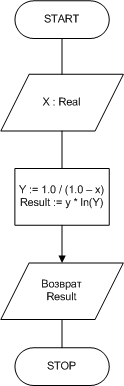 START
X : Real
Y := 1.0 / (1.0 – x)
Result := y * ln(Y)
Возврат
Result
STOP